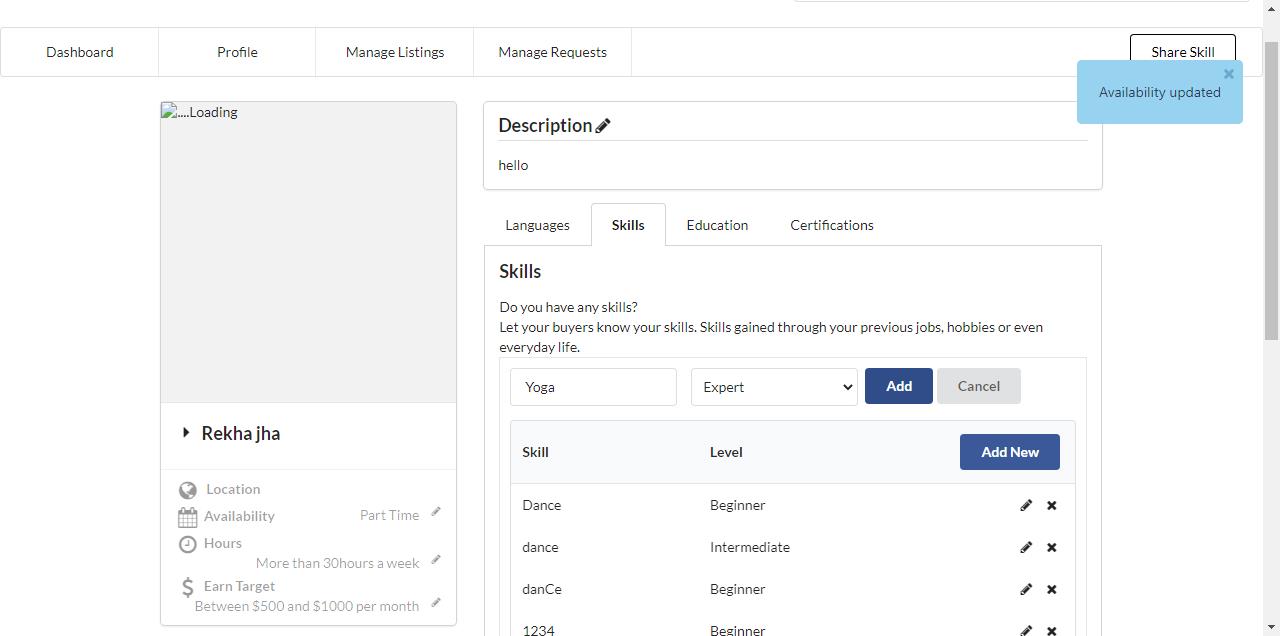 Dashboard
Profile
Manage Listings
Manage Requests
Share Skill
Availability updated
....Loading
Rekha jha
Location
Availability
Part Time
Hours
More than 30hours a week
Earn Target
Between $500 and $1000 per month
Description
hello
Languages
Skills
Education
Certifications
Skills
Do you have any skills?
Let your buyers know your skills. Skills gained through your previous jobs, hobbies or even
everyday life.
Yoga
Expert
Add
Cancel
Skill
Level
Add New
Dance
Beginner
dance
Intermediate
danCe
Beginner
1234
Beginner